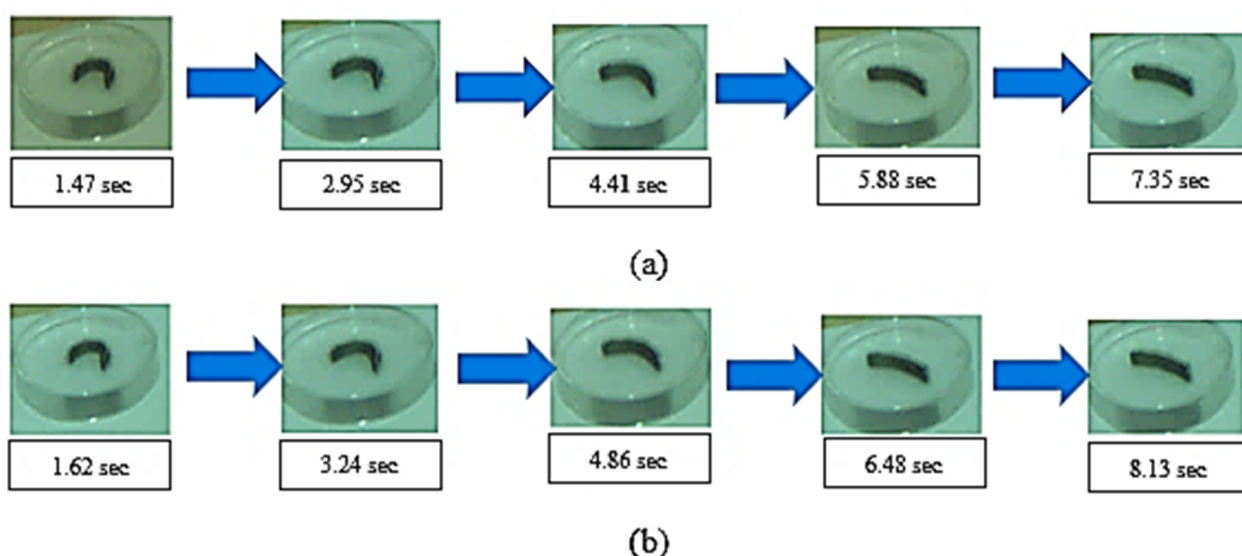 1.47 sec
2.95 sec
4.41 sec
5.88 sec
7.35 sec
(a)
1.62 sec
3.24 sec
4.86 sec
6.48 sec
8.13 sec
(b)